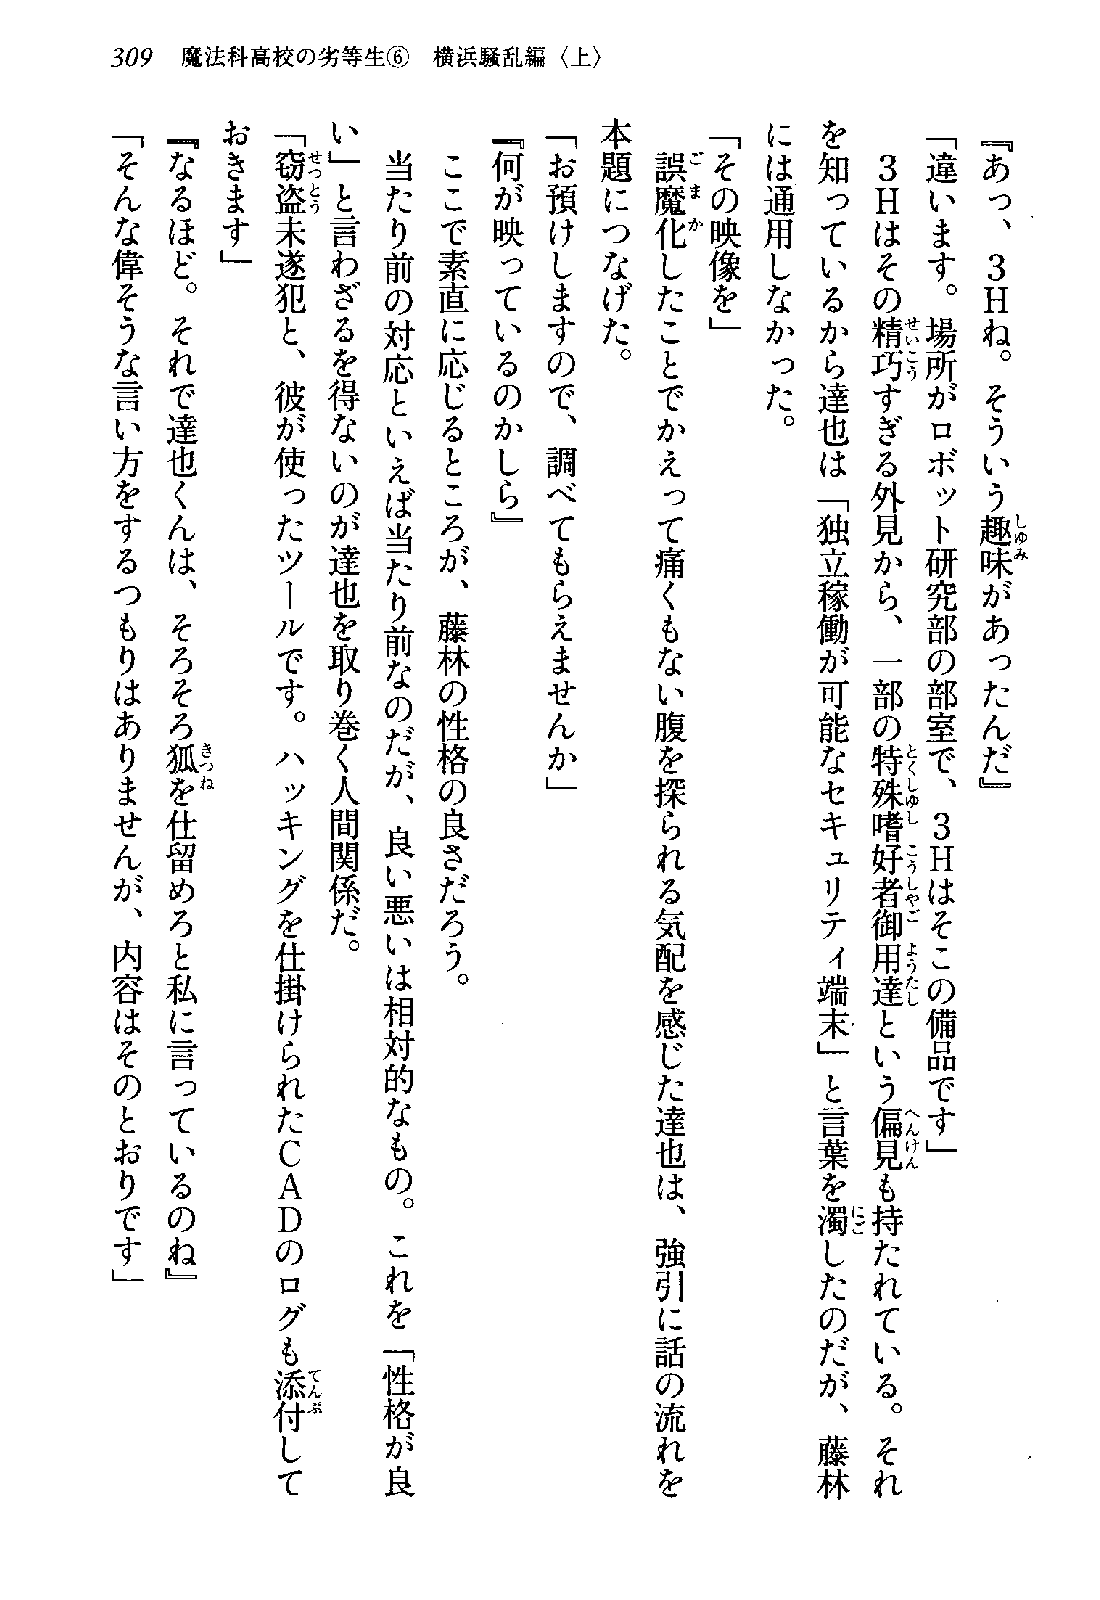 309　魔法科高校の劣等生⑥　横浜騒乱編〈上〉
『あっ、３Ｈね。そういう趣味があったんだ』
「違います。場所がロボット研究部の部室で、３Ｈはそこの備品です」
　３Ｈはその精巧すぎる外見から、一部の特殊嗜好者御用達という偏見も持たれている。それ
を知っているから達也は「独立稼働が可能なセキュリティ端末」と言葉を濁したのだが、藤林
には通用しなかった。
「その映像を」
　誤魔化したことでかえって痛くもない腹を探られる気配を感じた達也は、強引に話の流れを
本題につなげた。
「お預けしますので、調べてもらえませんか」
『何が映っているのかしら』
　ここで素直に応じるところが、藤林の性格の良さだろう。
　当たり前の対応といえば当たり前なのだが、良い悪いは相対的なもの。これを「性格が良
い」と言わざるを得ないのが達也を取り巻く人間関係だ。
「窃盗未遂犯と、彼が使ったツールです。ハッキングを仕掛けられたＣＡＤのログも添付して
おきます」
『なるほど。それで達也くんは、そろそろ狐を仕留めろと私に言っているのね』
「そんな偉そうな言い方をするつもりはありませんが、内容はそのとおりです」